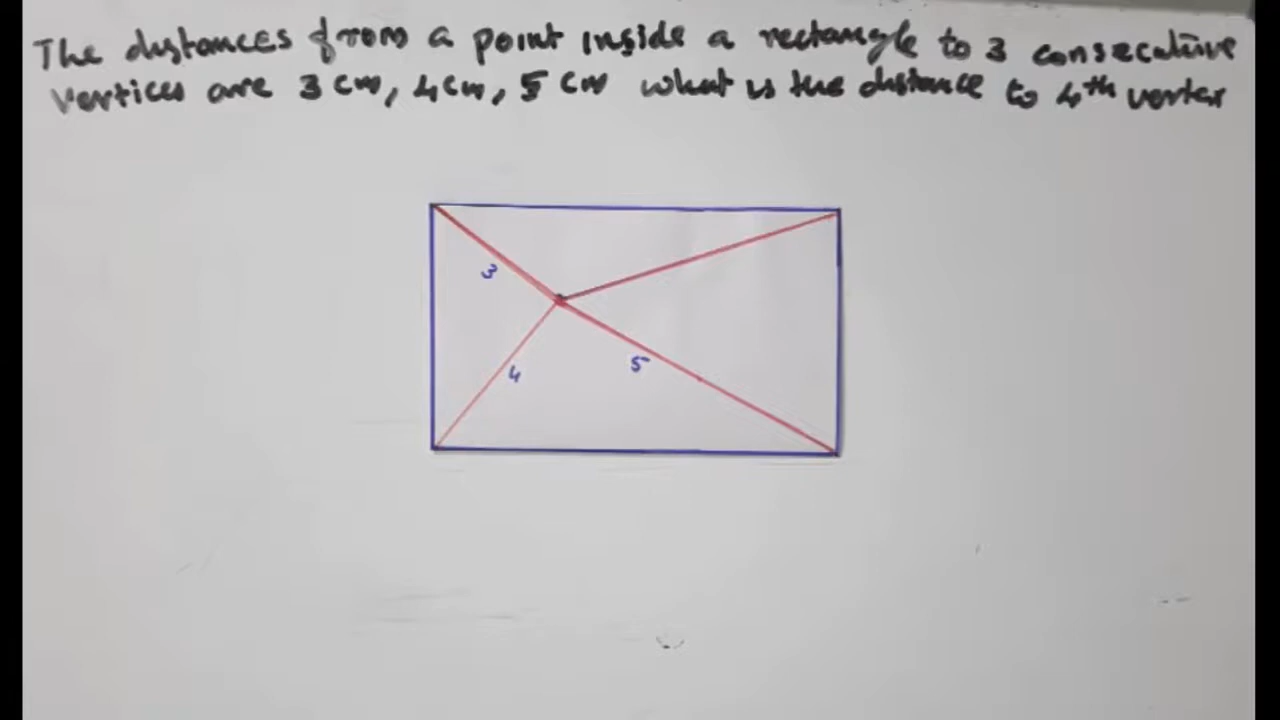 The distances from a point inside a rectangle to 3 consecutive
vertices are 3 cm, 4 cm, 5 cm what is the distance to 4th vertex
3
4
5